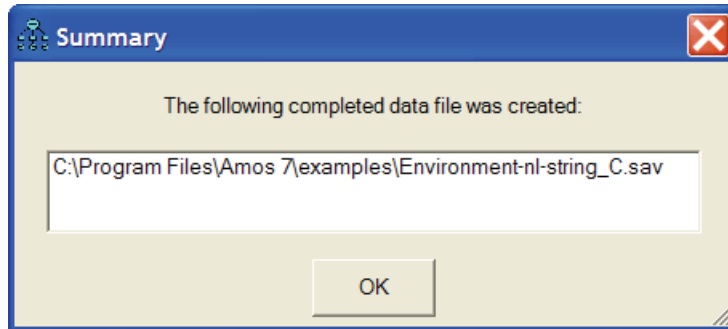 Summary
The following completed data file was created:
C:\Program Files\Amos 7\examples\Environment-nl-string_C.sav
OK